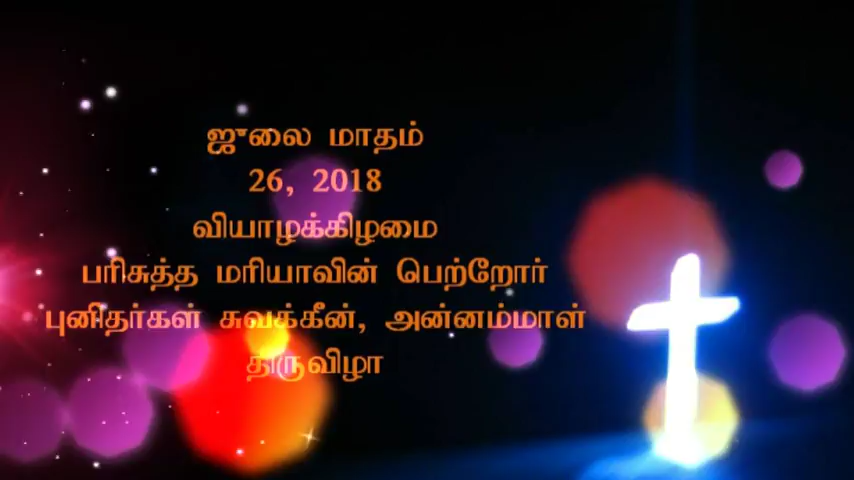 ஜுலை மாதம்
26, 2018
வியாழக்கிழமை
பரிசுத்த மரியாவின் பெற்றோர்
புனிதர்கள் சுவக்கீன், அன்னம்மாள்
திருவிழா